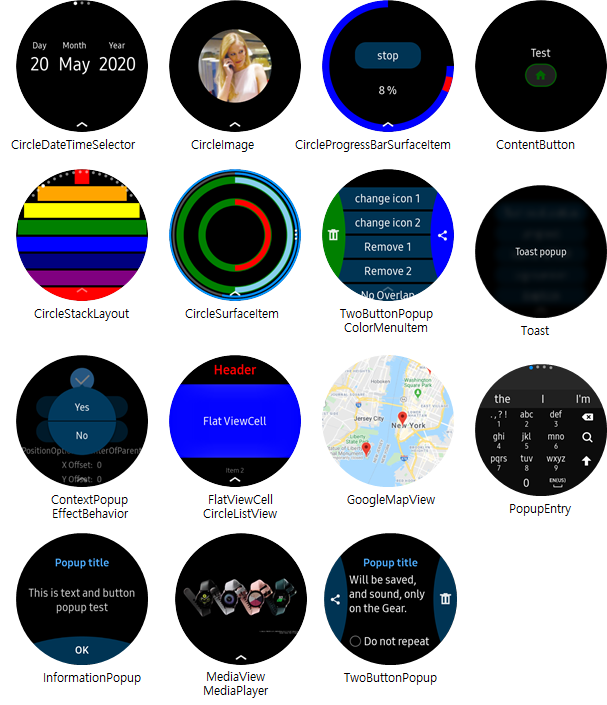 Day Month Year
20 May 2020
CircleDateTimeSelector
CircleImage
stop
8 %
CircleProgressBarSurfaceItem
Test
ContentButton
CircleStackLayout
CircleSurfaceItem
change icon 1
change icon 2
Remove 1
Remove 2
No Overlap
TwoButtonPopup
ColorMenuItem
Toast popup
Toast
Yes
No
X Offset: 0
Y Offset: 0
ContextPopup
EffectBehavior
Header
Flat ViewCell
Item 2
FlatViewCell
CircleListView
Hoboken
Washington
Square Park
Jersey City
New York
Liberty
GoogleMapView
the I I'm
.,?! abc def
1 2 3
ghi jkl mno
4 5 6
pqrs tuv wxyz
7 8 9
0 EN(US)
PopupEntry
Popup title
This is text and button
popup test
OK
InformationPopup
MediaView
MediaPlayer
Popup title
Will be saved,
and sound, only
on the Gear.
Do not repeat
TwoButtonPopup